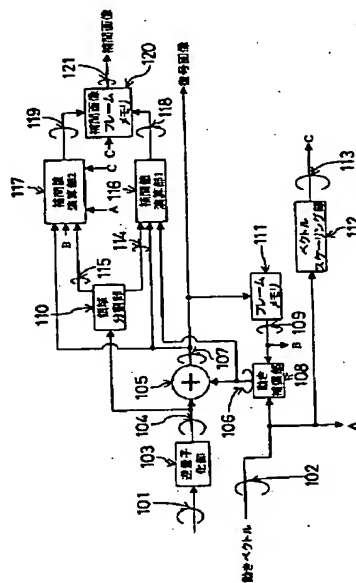 121
補間画像
119
補間画像
フレーム
メモリ
120
117
補間値
演算部2
C
118
C
A
B
116
補間値
演算部1
115
114
110
領域
分割部
復号画像
105
107
104
103
逆量子
化部
101
106
111
フレーム
メモリ
109
B
動き
補償部
108
C
113
ベクトル
スケーリング部
112
102
動きベクトル
A